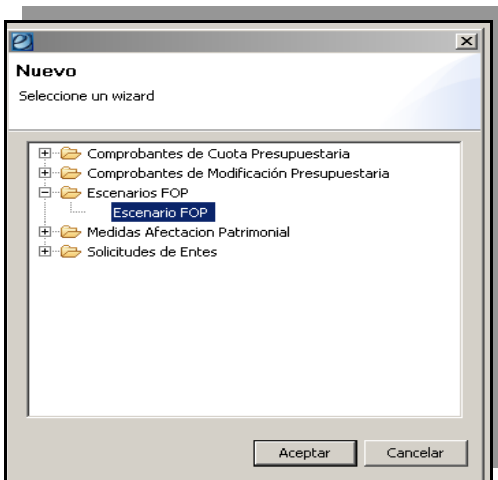 Nuevo
Seleccione un wizard
Comprobantes de Cuota Presupuestaria
Comprobantes de Modificación Presupuestaria
Escenarios FOP
Escenario FOP
Medidas Afectacion Patrimonial
Solicitudes de Entes
Aceptar Cancelar